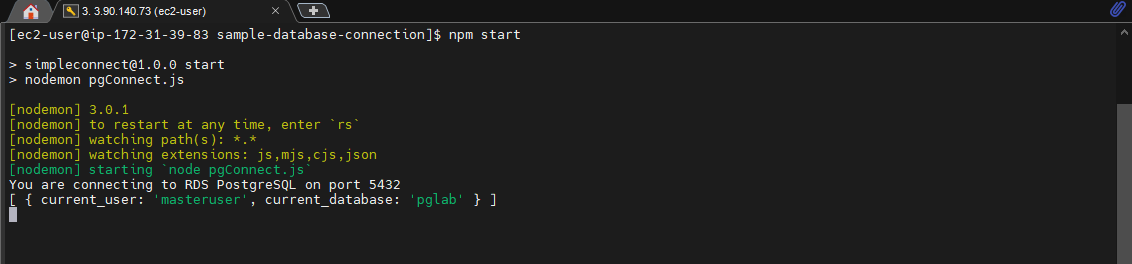 3. 3.90.140.73 (ec2-user)
[ec2-user@ip-172-31-39-83 sample-database-connection]$ npm start
> simpleconnect@1.0.0 start
> nodemon pgConnect.js
[nodemon] 3.0.1
[nodemon] to restart at any time, enter `rs`
[nodemon] watching path(s): *.*
[nodemon] watching extensions: js,mjs,cjs,json
[nodemon] starting `node pgConnect.js`
You are connecting to RDS PostgreSQL on port 5432
[ { current_user: 'masteruser', current_database: 'pglab' } ]